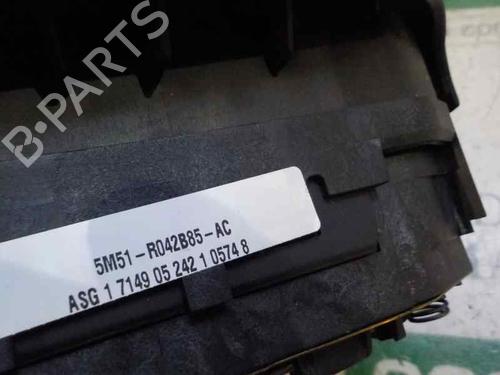 B-PARTS
5M51-R042B85-AC
ASG 1 7149 05 242 1 0574 8